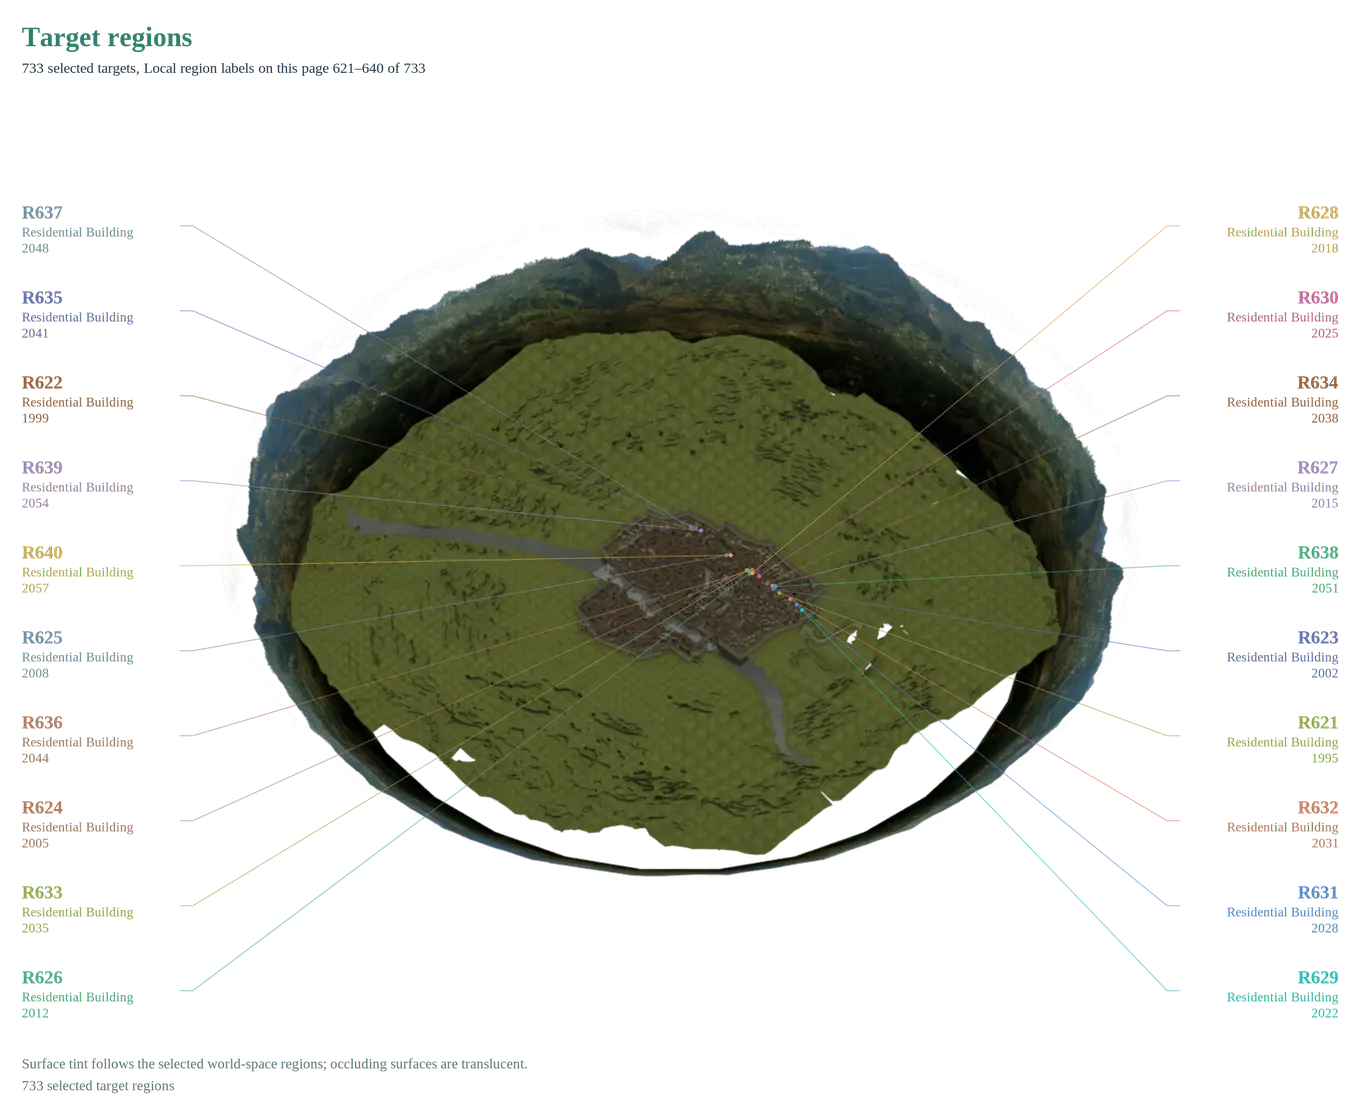 Target regions
733 selected targets, Local region labels on this page 621–640 of 733
R637
Residential Building
2048
R635
Residential Building
2041
R622
Residential Building
1999
R639
Residential Building
2054
R640
Residential Building
2057
R625
Residential Building
2008
R636
Residential Building
2044
R624
Residential Building
2005
R633
Residential Building
2035
R626
Residential Building
2012
R628
Residential Building
2018
R630
Residential Building
2025
R634
Residential Building
2038
R627
Residential Building
2015
R638
Residential Building
2051
R623
Residential Building
2002
R621
Residential Building
1995
R632
Residential Building
2031
R631
Residential Building
2028
R629
Residential Building
2022
Surface tint follows the selected world-space regions; occluding surfaces are translucent.
733 selected target regions